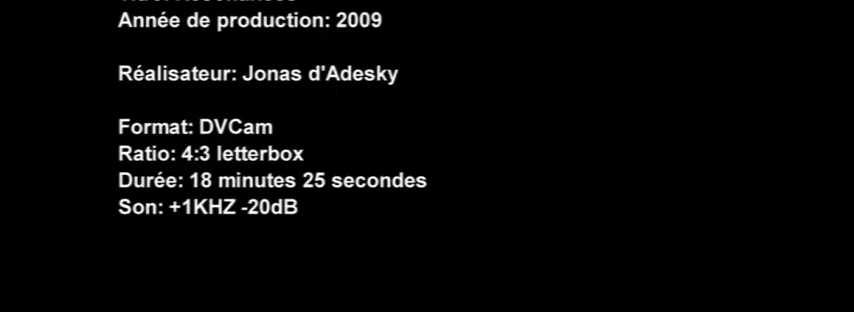 Année de production: 2009
Réalisateur: Jonas d'Adesky
Format: DVCam
Ratio: 4:3 letterbox
Durée: 18 minutes 25 secondes
Son: +1KHZ -20dB